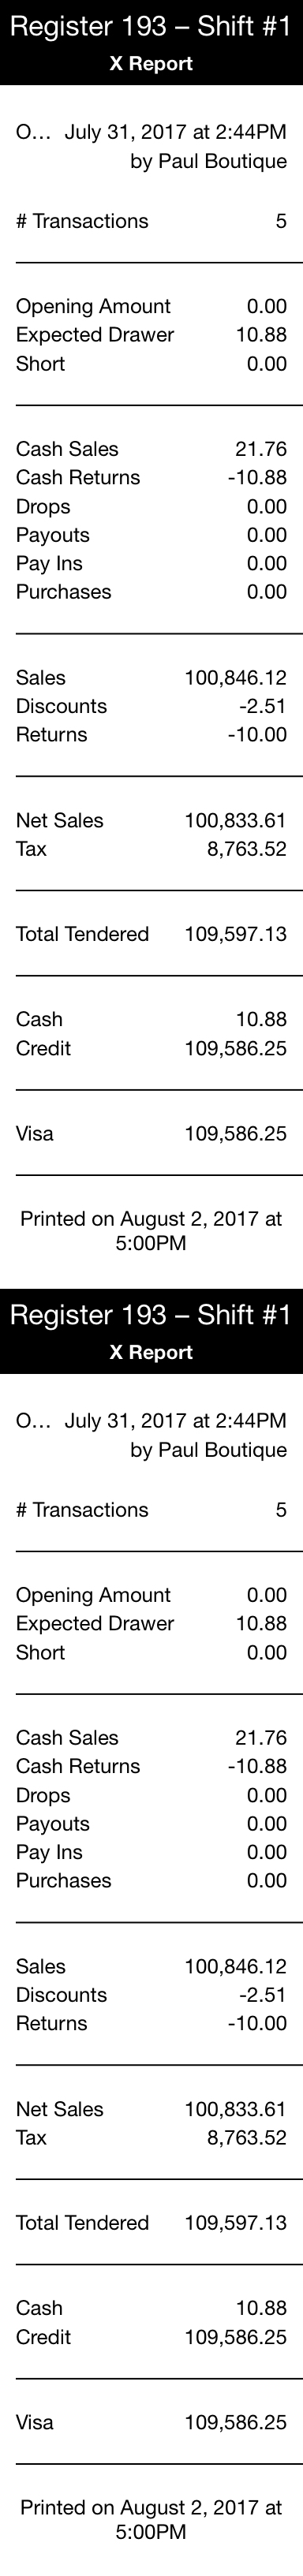 Register 193 – Shift #1
X Report
O… July 31, 2017 at 2:44PM
by Paul Boutique
# Transactions 5
Opening Amount 0.00
Expected Drawer 10.88
Short 0.00
Cash Sales 21.76
Cash Returns -10.88
Drops 0.00
Payouts 0.00
Pay Ins 0.00
Purchases 0.00
Sales 100,846.12
Discounts -2.51
Returns -10.00
Net Sales 100,833.61
Tax 8,763.52
Total Tendered 109,597.13
Cash 10.88
Credit 109,586.25
Visa 109,586.25
Printed on August 2, 2017 at
5:00PM
Register 193 – Shift #1
X Report
O… July 31, 2017 at 2:44PM
by Paul Boutique
# Transactions 5
Opening Amount 0.00
Expected Drawer 10.88
Short 0.00
Cash Sales 21.76
Cash Returns -10.88
Drops 0.00
Payouts 0.00
Pay Ins 0.00
Purchases 0.00
Sales 100,846.12
Discounts -2.51
Returns -10.00
Net Sales 100,833.61
Tax 8,763.52
Total Tendered 109,597.13
Cash 10.88
Credit 109,586.25
Visa 109,586.25
Printed on August 2, 2017 at
5:00PM